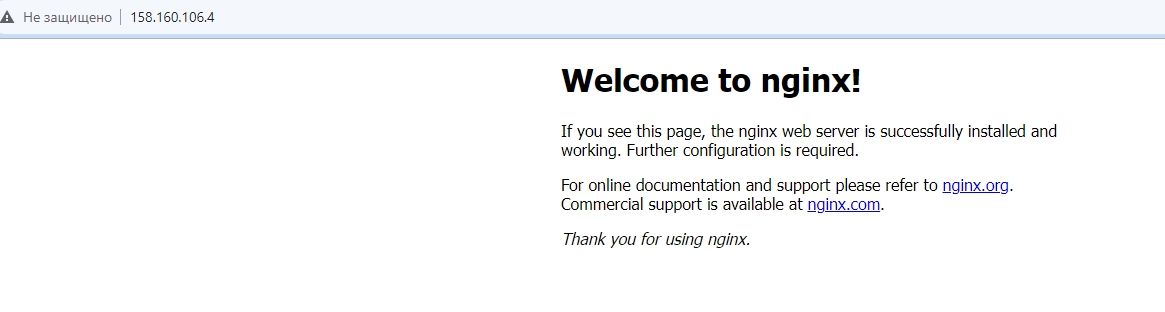 Не защищено 158.160.106.4
Welcome to nginx!
If you see this page, the nginx web server is successfully installed and
working. Further configuration is required.
For online documentation and support please refer to nginx.org.
Commercial support is available at nginx.com.
Thank you for using nginx.